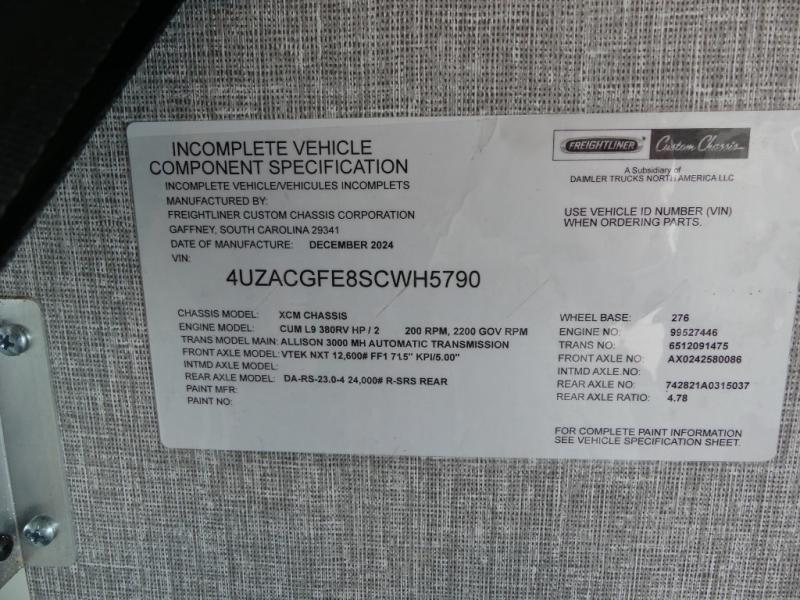 INCOMPLETE VEHICLE
COMPONENT SPECIFICATION
INCOMPLETE VEHICLE/VEHICULES INCOMPLETS
MANUFACTURED BY:
FREIGHTLINER CUSTOM CHASSIS CORPORATION
GAFFNEY, SOUTH CAROLINA 29341
DATE OF MANUFACTURE: DECEMBER 2024
VIN:
4UZACGFE8SCWH5790
FREIGHTLINER Custom Chassis
A Subsidiary of
DAIMLER TRUCKS NORTH AMERICA LLC
USE VEHICLE ID NUMBER (VIN)
WHEN ORDERING PARTS.
CHASSIS MODEL: XCM CHASSIS
ENGINE MODEL: CUM L9 380RV HP / 2 200 RPM, 2200 GOV RPM
TRANS MODEL MAIN: ALLISON 3000 MH AUTOMATIC TRANSMISSION
FRONT AXLE MODEL: VTEK NXT 12,600# FF1 71.5" KPI/5.00"
INTMD AXLE MODEL:
REAR AXLE MODEL: DA-RS-23.0-4 24,000# R-SRS REAR
PAINT MFR:
PAINT NO:
WHEEL BASE: 276
ENGINE NO: 99527446
TRANS NO: 6512091475
FRONT AXLE NO: AX0242580086
INTMD AXLE NO:
REAR AXLE NO: 742821A0315037
REAR AXLE RATIO: 4.78
FOR COMPLETE PAINT INFORMATION
SEE VEHICLE SPECIFICATION SHEET.